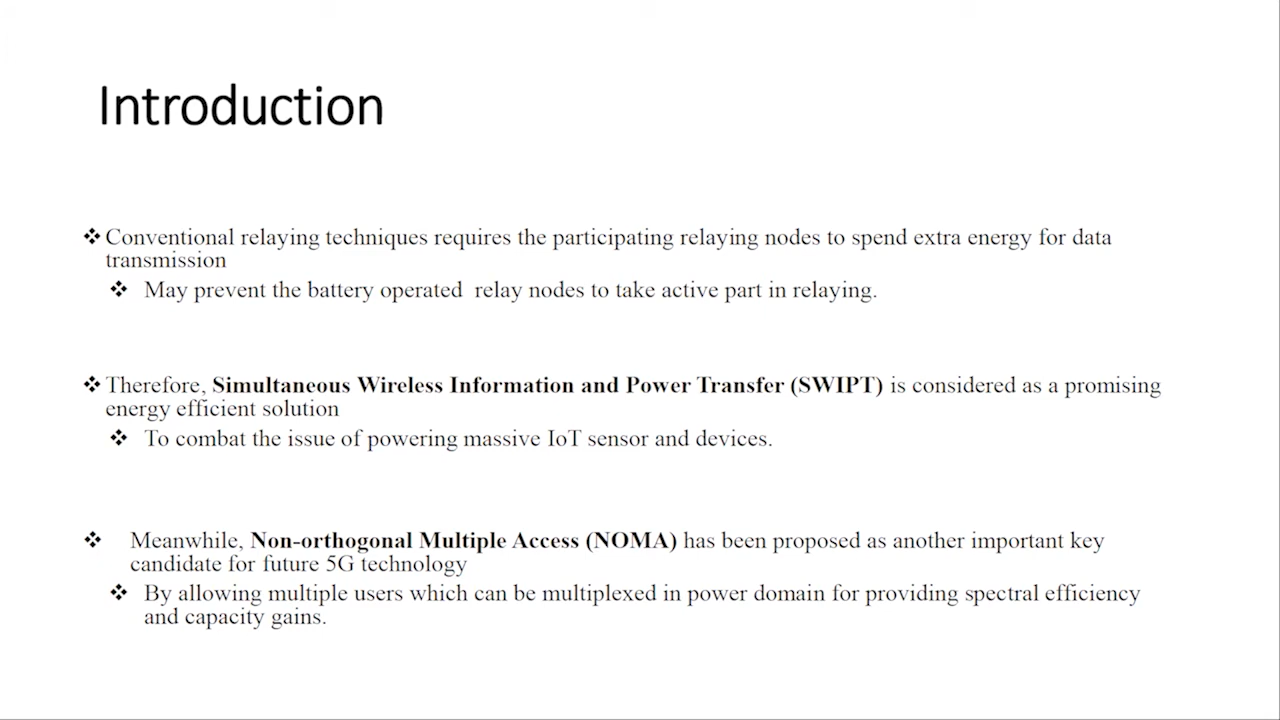 Introduction
❖ Conventional relaying techniques requires the participating relaying nodes to spend extra energy for data
transmission
❖ May prevent the battery operated relay nodes to take active part in relaying.
❖ Therefore, Simultaneous Wireless Information and Power Transfer (SWIPT) is considered as a promising
energy efficient solution
❖ To combat the issue of powering massive IoT sensor and devices.
❖ Meanwhile, Non-orthogonal Multiple Access (NOMA) has been proposed as another important key
candidate for future 5G technology
❖ By allowing multiple users which can be multiplexed in power domain for providing spectral efficiency
and capacity gains.